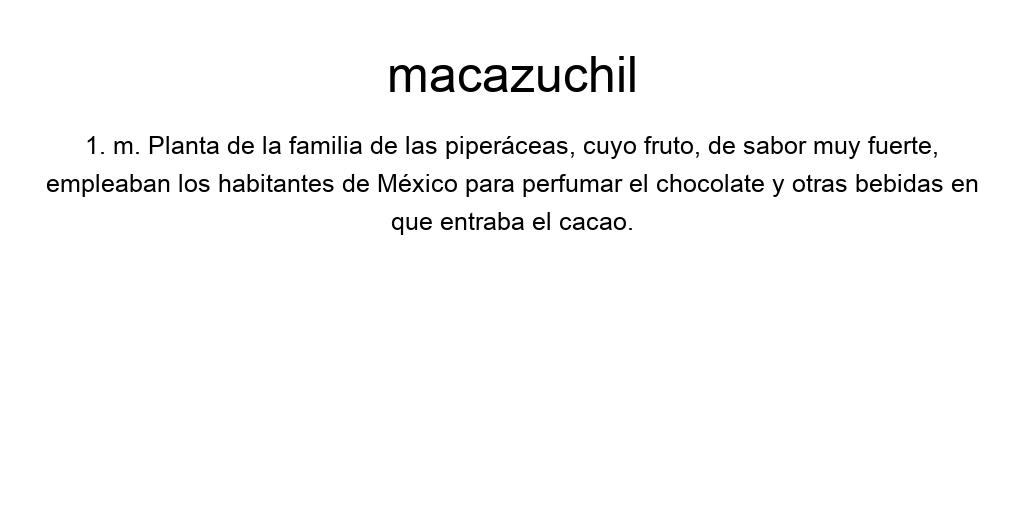 macazuchil
1. m. Planta de la familia de las piperáceas, cuyo fruto, de sabor muy fuerte,
empleaban los habitantes de México para perfumar el chocolate y otras bebidas en
que entraba el cacao.